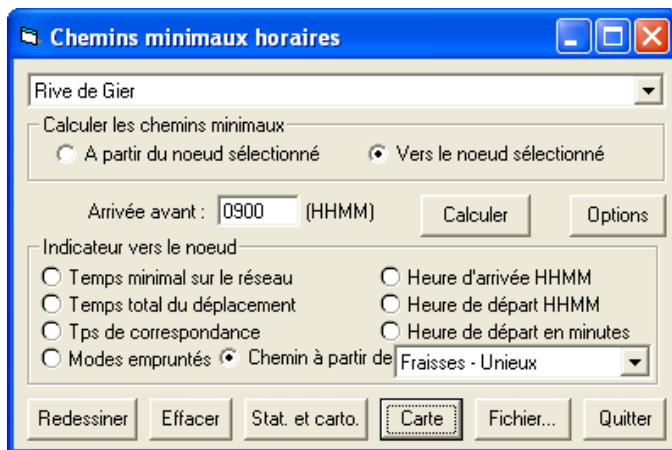 Chemins minimaux horaires
Rive de Gier
Calculer les chemins minimaux
A partir du noeud sélectionné Vers le noeud sélectionné
Arrivée avant : 0900 (HHMM) Calculer Options
Indicateur vers le noeud
Temps minimal sur le réseau Heure d'arrivée HHMM
Temps total du déplacement Heure de départ HHMM
Tps de correspondance Heure de départ en minutes
Modes empruntés Chemin à partir de Fraisses - Unieux
Redessiner Effacer Stat. et carto. Carte Fichier... Quitter